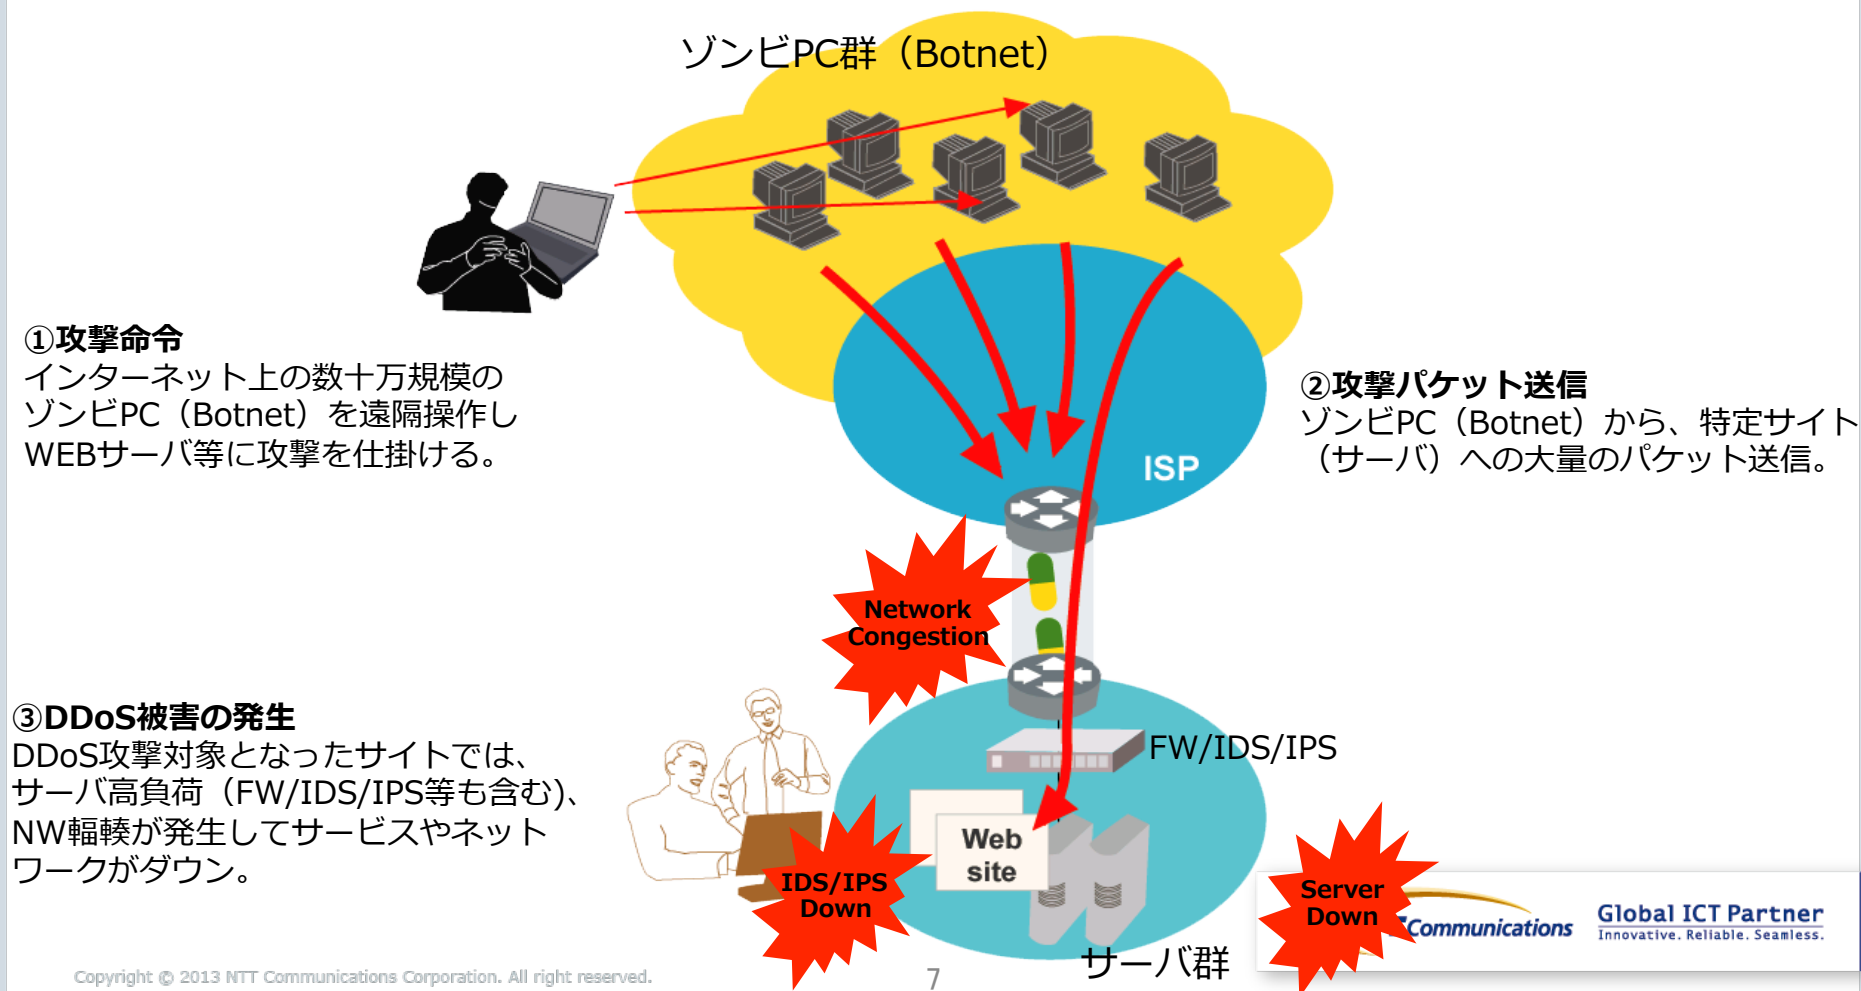 ゾンビPC群（Botnet）
①攻撃命令
インターネット上の数十万規模の
ゾンビPC（Botnet）を遠隔操作し
WEBサーバ等に攻撃を仕掛ける。
②攻撃パケット送信
ゾンビPC（Botnet）から、特定サイト
（サーバ）への大量のパケット送信。
ISP
Network
Congestion
③DDoS被害の発生
DDoS攻撃対象となったサイトでは、
サーバ高負荷（FW/IDS/IPS等も含む)、
NW輻輳が発生してサービスやネット
ワークがダウン。
FW/IDS/IPS
Web
site
IDS/IPS
Down
Server
Down
サーバ群
Communications
Global ICT Partner
Innovative. Reliable. Seamless.
Copyright © 2013 NTT Communications Corporation. All right reserved.
7